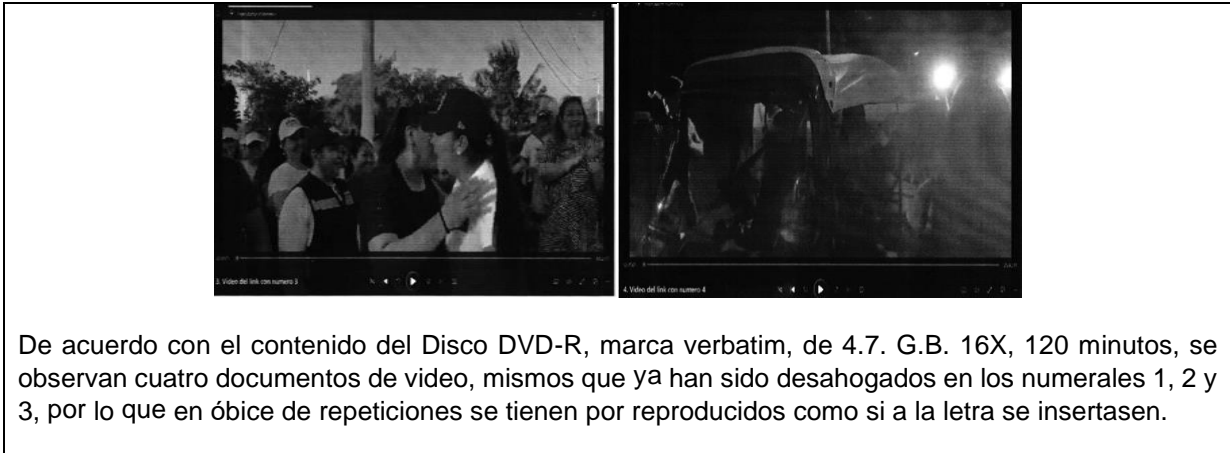 3. Video del link con numero 3
4. Video del link con numero 4
De acuerdo con el contenido del Disco DVD-R, marca verbatim, de 4.7. G.B. 16X, 120 minutos, se
observan cuatro documentos de video, mismos que ya han sido desahogados en los numerales 1, 2 y
3, por lo que en óbice de repeticiones se tienen por reproducidos como si a la letra se insertasen.